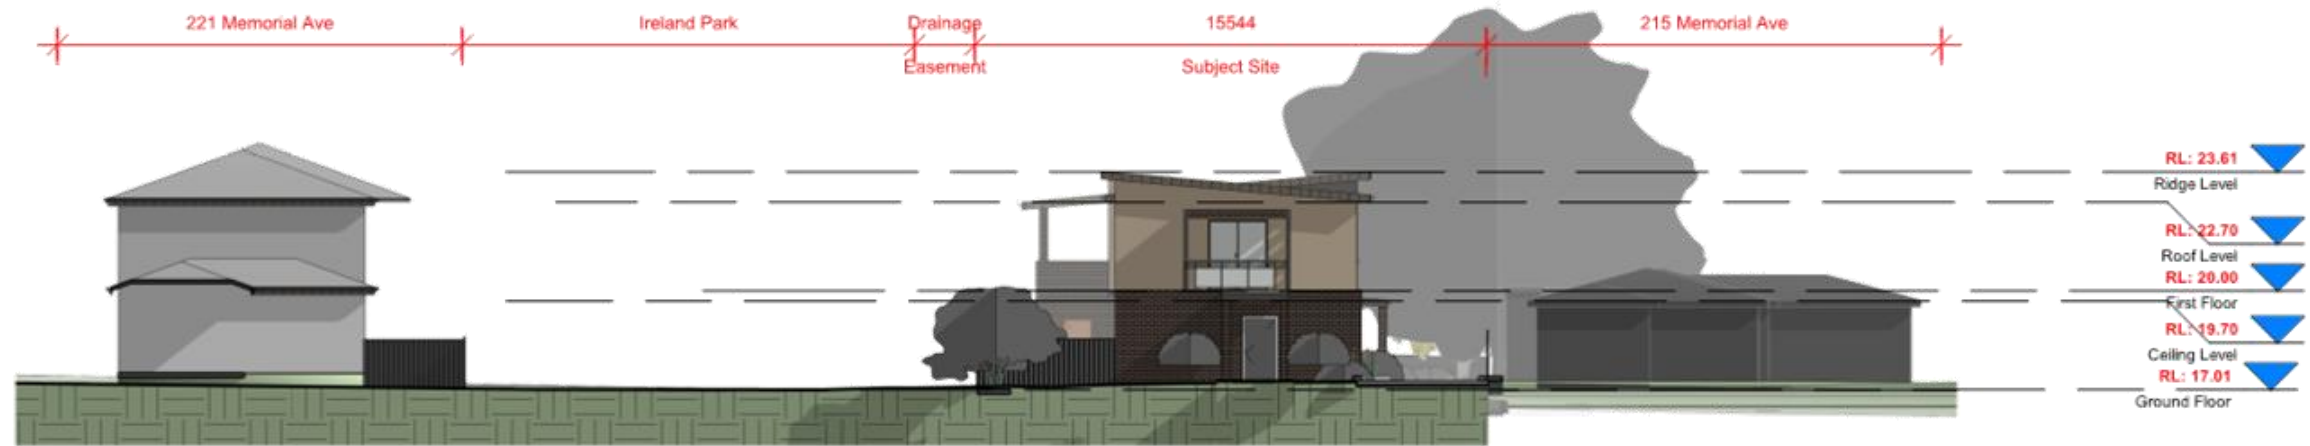 221 Memorial Ave
Ireland Park
Drainage
15544
215 Memorial Ave
Easement
Subject Site
RL: 23.61
Ridge Level
RL: 22.70
Roof Level
RL: 20.00
First Floor
RL: 19.70
Ceiling Level
RL: 17.01
Ground Floor